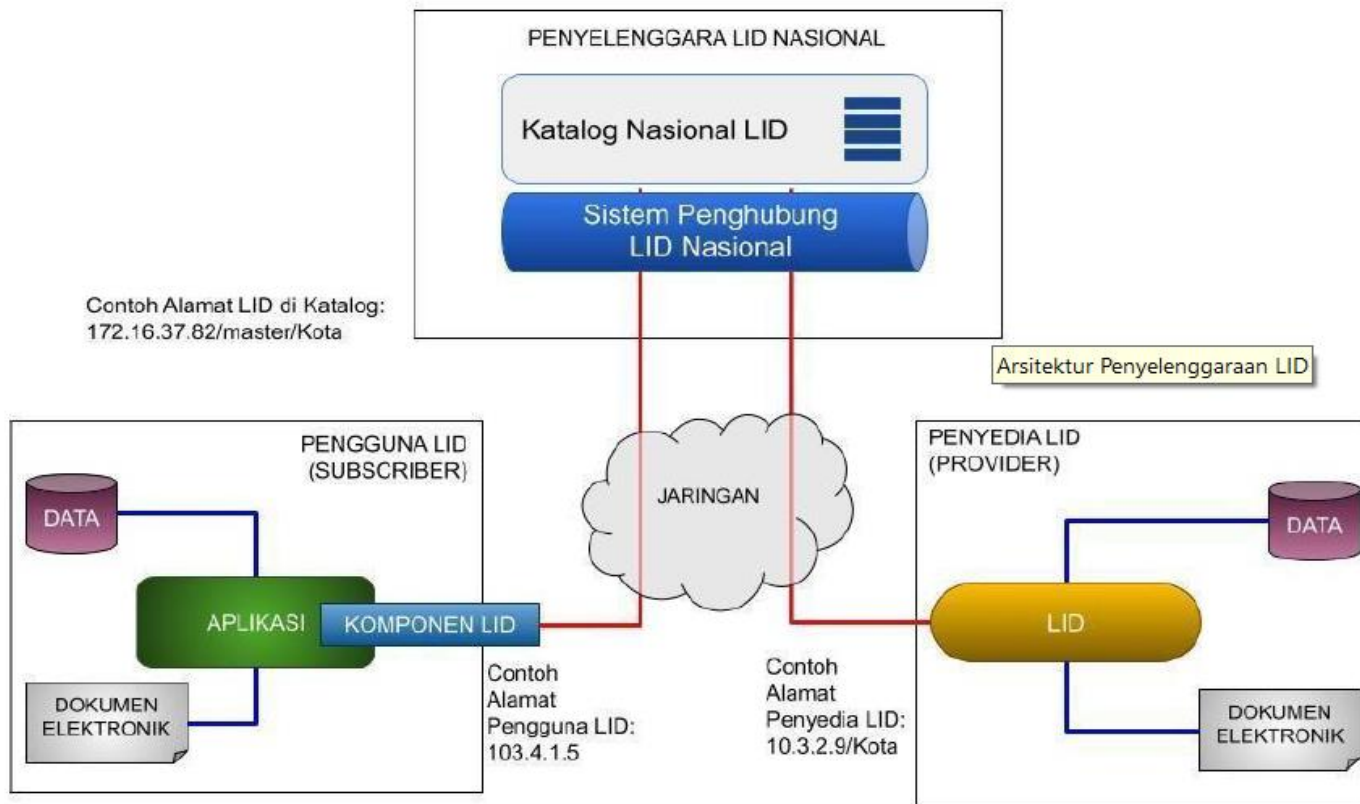 PENYELENGGARA LID NASIONAL
Katalog Nasional LID
Sistem Penghubung
LID Nasional
Contoh Alamat LID di Katalog:
172.16.37.82/master/Kota
Arsitektur Penyelenggaraan LID
PENGGUNA LID
(SUBSCRIBER)
DATA
APLIKASI
KOMPONEN LID
DOKUMEN
ELEKTRONIK
Contoh
Alamat
Pengguna LID:
103.4.1.5
JARINGAN
PENYEDIA LID
(PROVIDER)
DATA
LID
Contoh
Alamat
Penyedia LID:
10.3.2.9/Kota
DOKUMEN
ELEKTRONIK